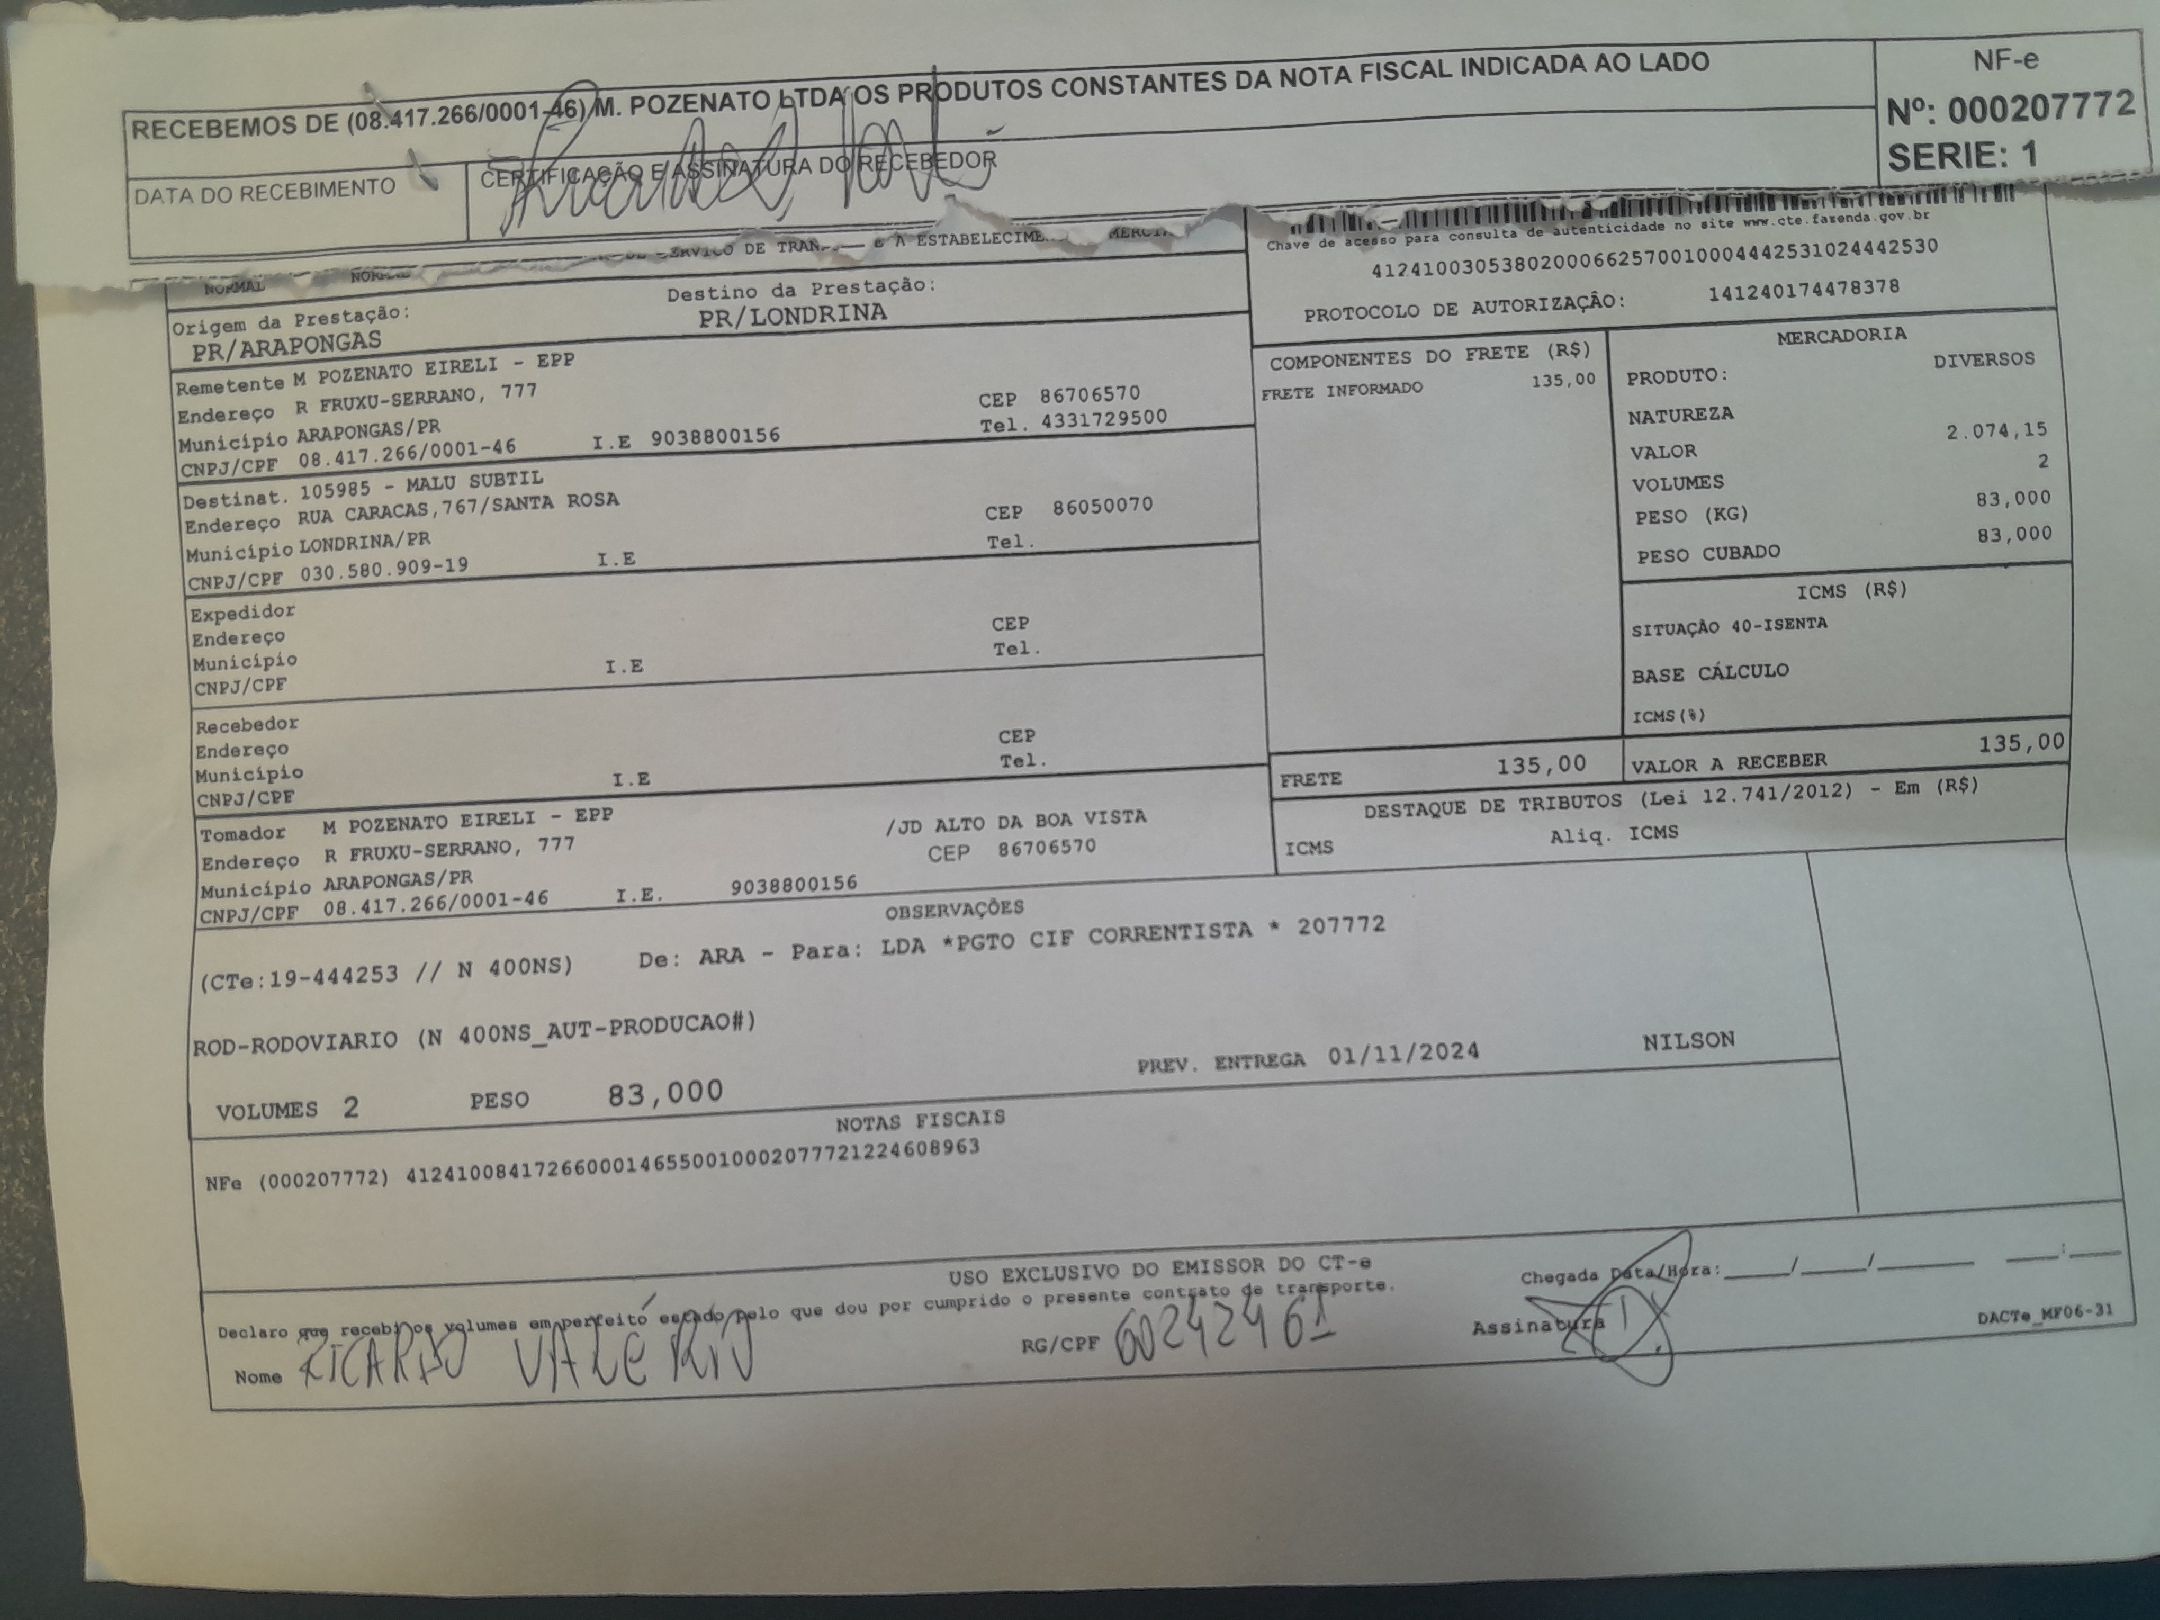 RECEBEMOS DE (08.417.266/0001-46) M. POZENATO LTDA OS PRODUTOS CONSTANTES DA NOTA FISCAL INDICADA AO LADO
NF-e
Nº: 000207772
SERIE: 1
DATA DO RECEBIMENTO
CERTIFICAÇÃO E ASSINATURA DO RECEBEDOR
NORMAL
Chave de acesso para consulta de autenticidade no site www.cte.fazenda.gov.br
41241003053802000662570010004442531024442530
PROTOCOLO DE AUTORIZAÇÃO: 141240174478378
Origem da Prestação: Destino da Prestação:
PR/ARAPONGAS PR/LONDRINA
Remetente M POZENATO EIRELI - EPP
Endereço R FRUXU-SERRANO, 777 CEP 86706570
Município ARAPONGAS/PR Tel. 4331729500
CNPJ/CPF 08.417.266/0001-46 I.E 9038800156
Destinat. 105985 - MALU SUBTIL
Endereço RUA CARACAS,767/SANTA ROSA CEP 86050070
Município LONDRINA/PR Tel.
CNPJ/CPF 030.580.909-19 I.E
Expedidor
Endereço CEP
Município Tel.
CNPJ/CPF I.E
Recebedor
Endereço CEP
Município Tel.
CNPJ/CPF I.E
Tomador M POZENATO EIRELI - EPP
Endereço R FRUXU-SERRANO, 777 /JD ALTO DA BOA VISTA
Município ARAPONGAS/PR CEP 86706570
CNPJ/CPF 08.417.266/0001-46 I.E. 9038800156
COMPONENTES DO FRETE (R$)
FRETE INFORMADO 135,00
MERCADORIA
PRODUTO: DIVERSOS
NATUREZA
VALOR 2.074,15
VOLUMES 2
PESO (KG) 83,000
PESO CUBADO 83,000
ICMS (R$)
SITUAÇÃO 40-ISENTA
BASE CÁLCULO
ICMS(%)
FRETE 135,00 VALOR A RECEBER 135,00
DESTAQUE DE TRIBUTOS (Lei 12.741/2012) - Em (R$)
ICMS Aliq. ICMS
OBSERVAÇÕES
(CTe:19-444253 // N 400NS) De: ARA - Para: LDA *PGTO CIF CORRENTISTA * 207772
ROD-RODOVIARIO (N 400NS_AUT-PRODUCAO#)
VOLUMES 2 PESO 83,000 PREV. ENTREGA 01/11/2024 NILSON
NOTAS FISCAIS
NFe (000207772) 41241008417266000146550010002077721224608963
USO EXCLUSIVO DO EMISSOR DO CT-e
Declaro que recebi os volumes em perfeito estado pelo que dou por cumprido o presente contrato de transporte.
Chegada Data/Hora:____/____/______ ___:___
Nome RICARDO VALÉRIO RG/CPF 60242461 Assinatura
DACTe_MF06-31